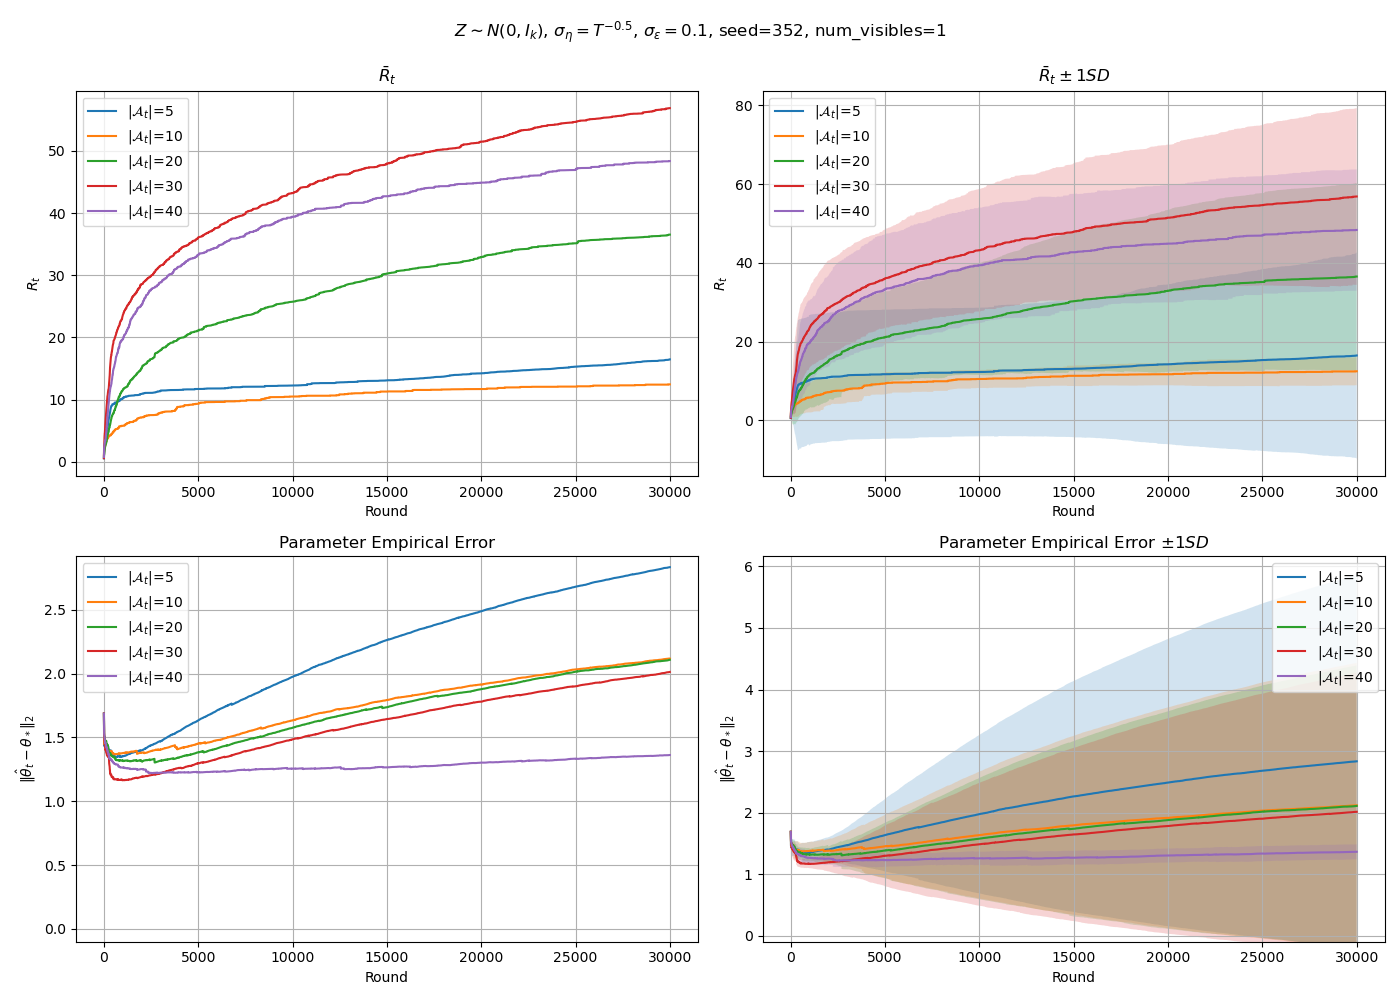 Z ∼ N(0, I_k), σ_η = T^{−0.5}, σ_ε = 0.1, seed=352, num_visibles=1
R̄_t
R_t
50
40
30
20
10
0
|𝒜_t|=5
|𝒜_t|=10
|𝒜_t|=20
|𝒜_t|=30
|𝒜_t|=40
0 5000 10000 15000 20000 25000 30000
Round
R̄_t ± 1SD
R_t
80
60
40
20
0
|𝒜_t|=5
|𝒜_t|=10
|𝒜_t|=20
|𝒜_t|=30
|𝒜_t|=40
0 5000 10000 15000 20000 25000 30000
Round
Parameter Empirical Error
‖θ̂_t − θ_*‖_2
2.5
2.0
1.5
1.0
0.5
0.0
|𝒜_t|=5
|𝒜_t|=10
|𝒜_t|=20
|𝒜_t|=30
|𝒜_t|=40
0 5000 10000 15000 20000 25000 30000
Round
Parameter Empirical Error ±1SD
‖θ̂_t − θ_*‖_2
6
5
4
3
2
1
0
|𝒜_t|=5
|𝒜_t|=10
|𝒜_t|=20
|𝒜_t|=30
|𝒜_t|=40
0 5000 10000 15000 20000 25000 30000
Round